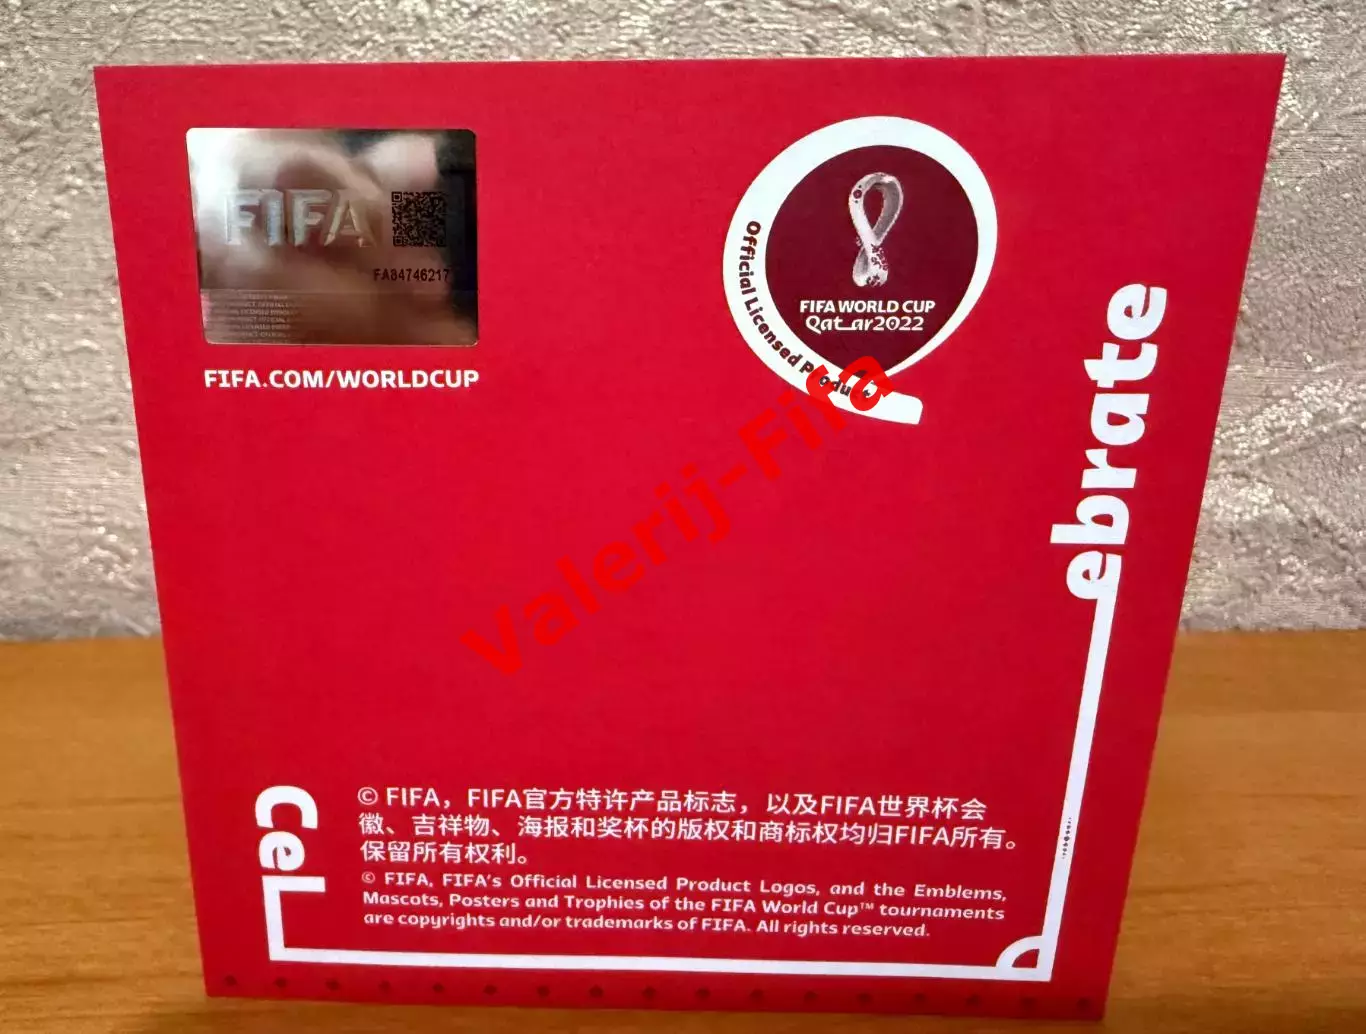 FIFA
FA84746217
FIFA.COM/WORLDCUP
Official Licensed Product
FIFA WORLD CUP
Qatar2022
CeLebrate
Valerij-Fifa
© FIFA，FIFA官方特许产品标志，以及FIFA世界杯会
徽、吉祥物、海报和奖杯的版权和商标权均归FIFA所有。
保留所有权利。
© FIFA, FIFA's Official Licensed Product Logos, and the Emblems,
Mascots, Posters and Trophies of the FIFA World Cup™ tournaments
are copyrights and/or trademarks of FIFA. All rights reserved.